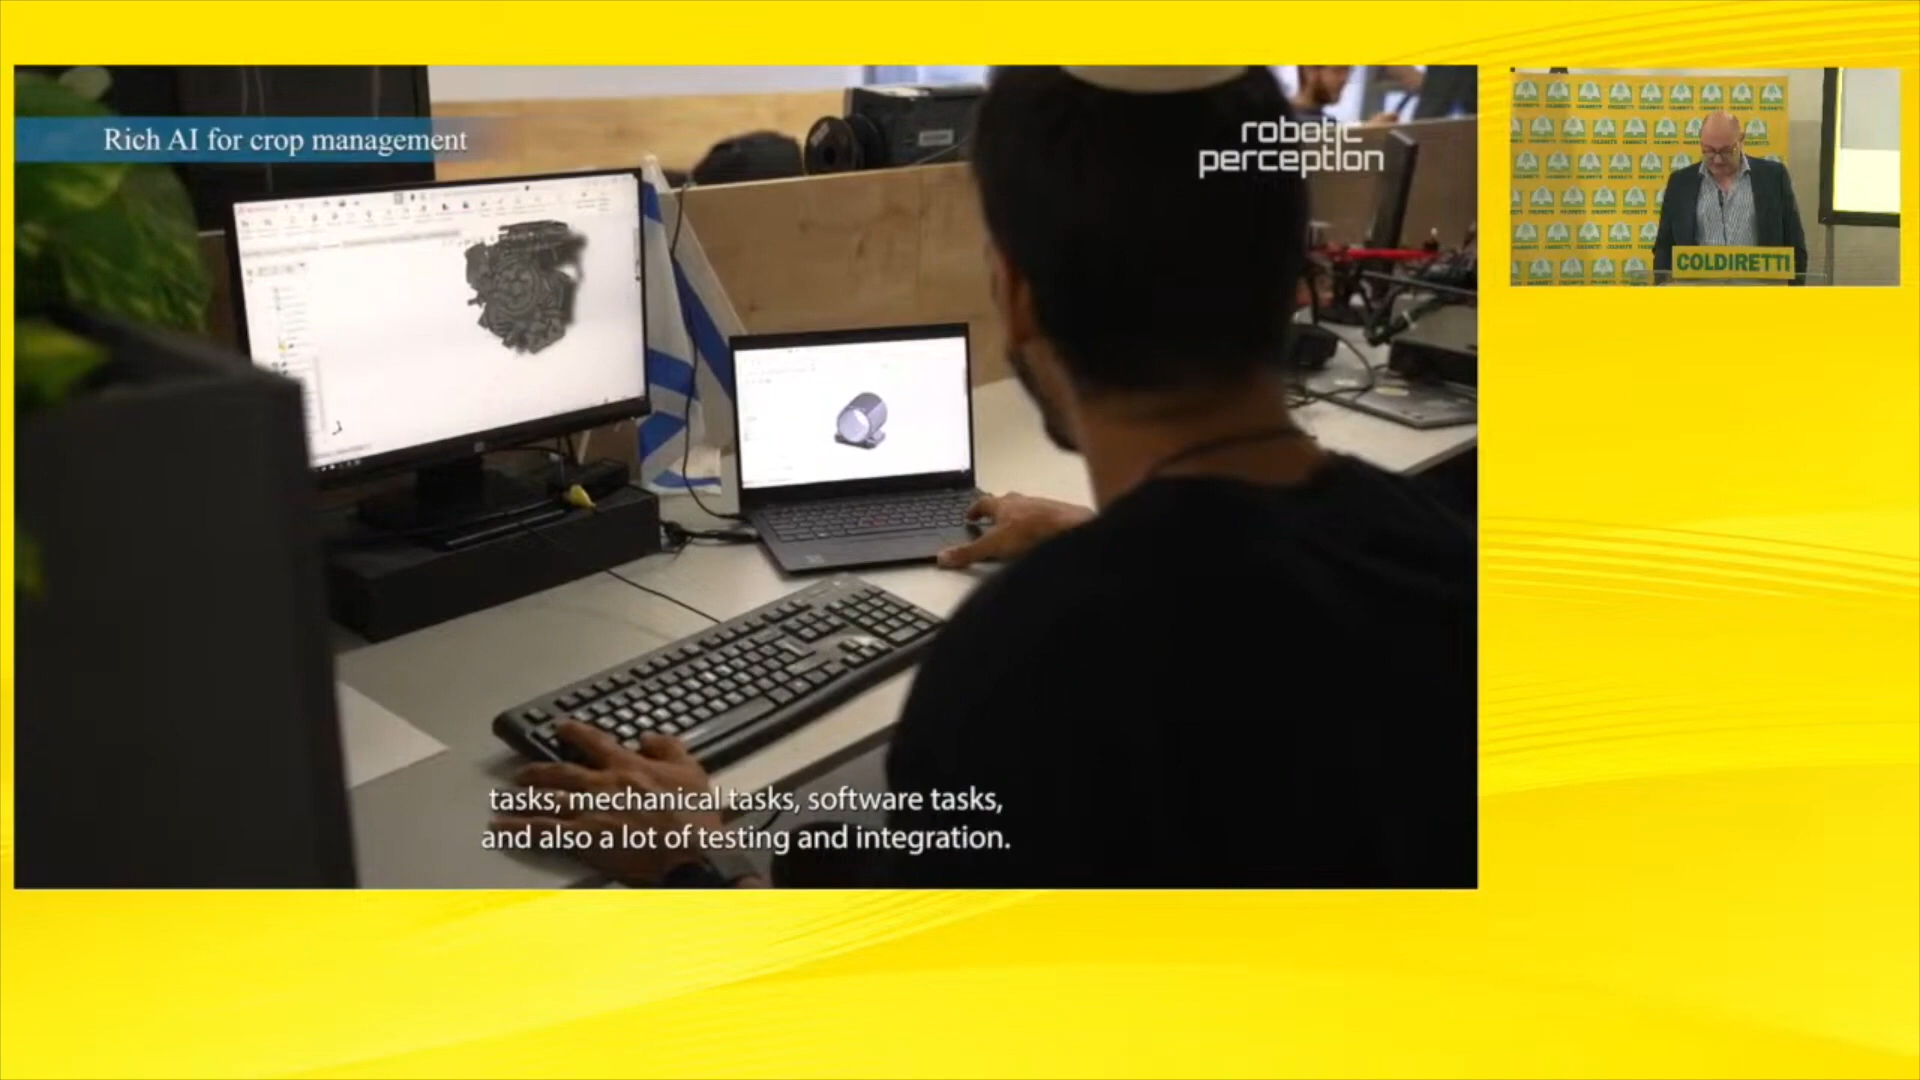 Rich AI for crop management
robotic
perception
COLDIRETTI
tasks, mechanical tasks, software tasks,
and also a lot of testing and integration.